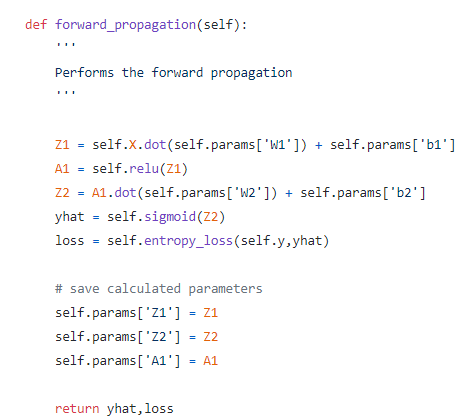 def forward_propagation(self):
    '''
    Performs the forward propagation
    '''

    Z1 = self.X.dot(self.params['W1']) + self.params['b1']
    A1 = self.relu(Z1)
    Z2 = A1.dot(self.params['W2']) + self.params['b2']
    yhat = self.sigmoid(Z2)
    loss = self.entropy_loss(self.y,yhat)

    # save calculated parameters
    self.params['Z1'] = Z1
    self.params['Z2'] = Z2
    self.params['A1'] = A1

    return yhat,loss